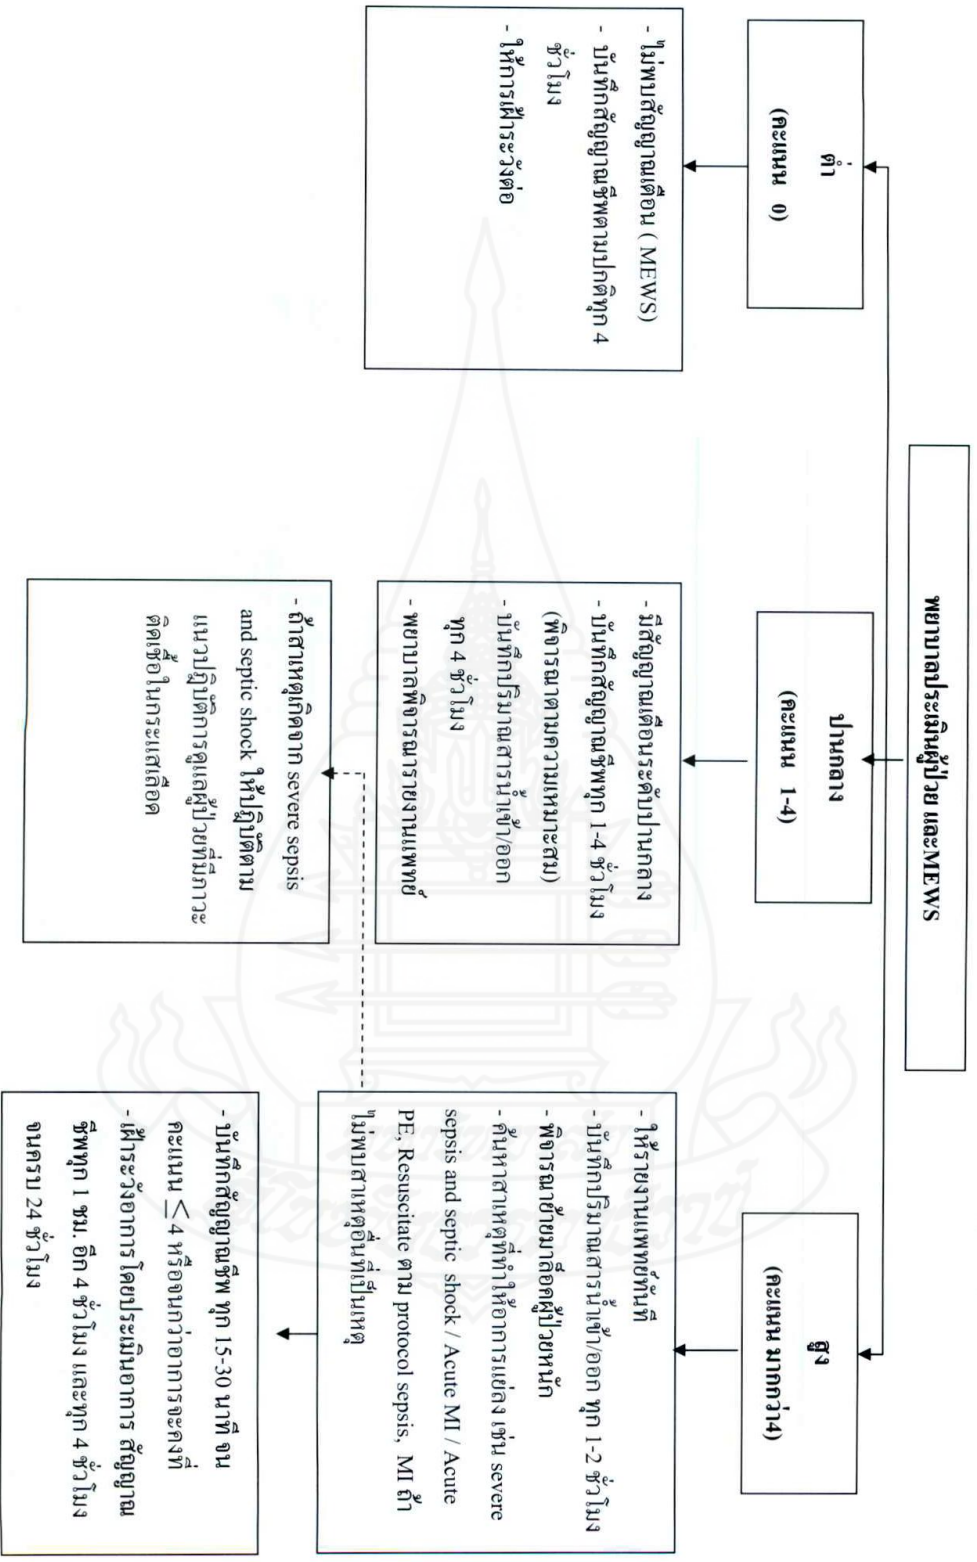 พยาบาลประเมินผู้ป่วย และMEWS
ต่ำ
(คะแนน 0)
- ไม่พบสัญญาณเตือน ( MEWS)
- บันทึกสัญญาณชีพตามปกติทุก 4
ชั่วโมง
- ให้การเฝ้าระวังต่อ
ปานกลาง
(คะแนน 1-4)
- มีสัญญาณเตือนระดับปานกลาง
- บันทึกสัญญาณชีพทุก 1-4 ชั่วโมง
(พิจารณาตามความเหมาะสม)
- บันทึกปริมาณสารน้ำเข้า/ออก
ทุก 4 ชั่วโมง
- พยาบาลพิจารณารายงานแพทย์
- ถ้าสาเหตุเกิดจาก severe sepsis
and septic shock ให้ปฏิบัติตาม
แนวปฏิบัติการดูแลผู้ป่วยที่มีภาวะ
ติดเชื้อในกระแสเลือด
สูง
(คะแนน มากกว่า4)
- ให้รายงานแพทย์ทันที
- บันทึกปริมาณสารน้ำเข้า/ออก ทุก 1-2 ชั่วโมง
- พิจารณาย้ายมาล็อคผู้ป่วยหนัก
- ค้นหาสาเหตุที่ทำให้อาการแย่ลง เช่น severe
sepsis and septic shock / Acute MI / Acute
PE, Resuscitate ตาม protocol sepsis, MI ถ้า
ไม่พบสาเหตุอื่นที่เป็นเหตุ
- บันทึกสัญญาณชีพ ทุก 15-30 นาที จน
คะแนน ≤ 4 หรือจนกว่าอาการจะคงที่
- เฝ้าระวังอาการ โดยประเมินอาการ สัญญาณ
ชีพทุก 1 ชม. อีก 4 ชั่วโมง และทุก 4 ชั่วโมง
จนครบ 24 ชั่วโมง